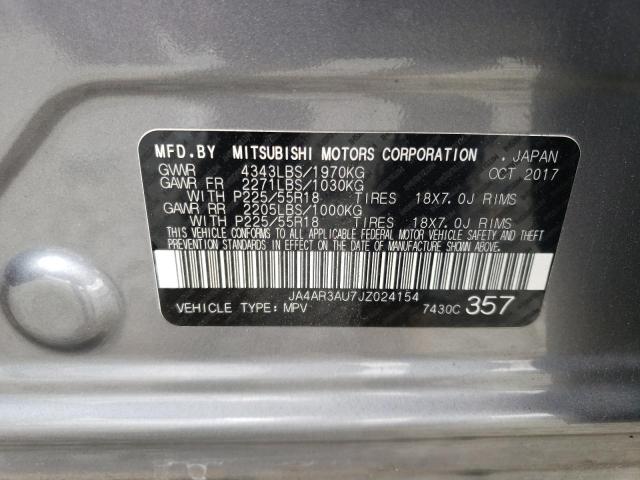 MFD.BY MITSUBISHI MOTORS CORPORATION . JAPAN
GVWR 4343LBS/1970KG OCT 2017
GAWR FR 2271LBS/1030KG
WITH P225/55R18 TIRES 18X7.0J RIMS
GAWR RR 2205LBS/1000KG
WITH P225/55R18 TIRES 18X7.0J RIMS
THIS VEHICLE CONFORMS TO ALL APPLICABLE FEDERAL MOTOR VEHICLE SAFETY AND THEFT
PREVENTION STANDARDS IN EFFECT ON THE DATE OF MANUFACTURE SHOWN ABOVE.
JA4AR3AU7JZ024154
VEHICLE TYPE: MPV 7430C 357